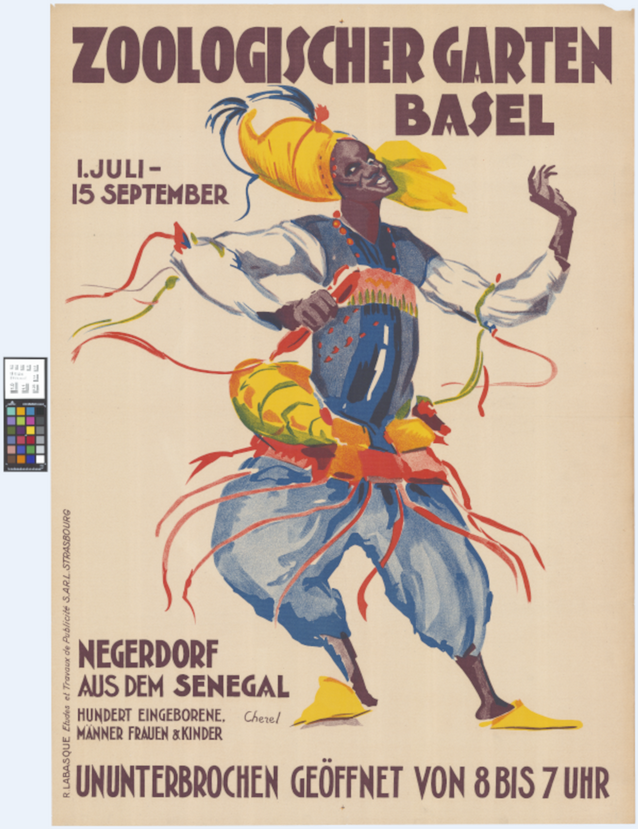 ZOOLOGISCHER GARTEN
BASEL
1. JULI –
15 SEPTEMBER
NEGERDORF
AUS DEM SENEGAL
HUNDERT EINGEBORENE,
MÄNNER FRAUEN & KINDER
Cherel
UNUNTERBROCHEN GEÖFFNET VON 8 BIS 7 UHR
R. LABASQUE Etudes et Travaux de Publicité S.A.R.L. STRASBOURG